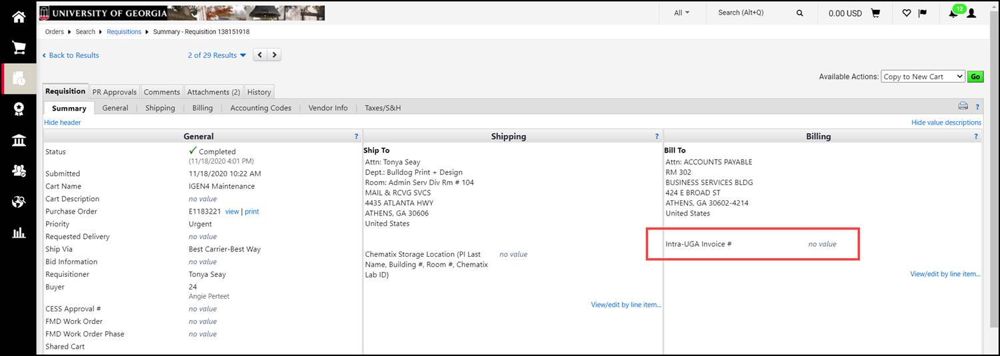 UNIVERSITY OF GEORGIA
All
Search (Alt+Q)
0.00 USD
12
Orders Search Requisitions Summary - Requisition 138151918
Back to Results
2 of 29 Results
Available Actions: Copy to New Cart Go
Requisition PR Approvals Comments Attachments (2) History
Summary General Shipping Billing Accounting Codes Vendor Info Taxes/S&H ?
Hide header
Hide value descriptions
General ?
Status Completed
(11/18/2020 4:01 PM)
Submitted 11/18/2020 10:22 AM
Cart Name IGEN4 Maintenance
Cart Description no value
Purchase Order E1183221 view | print
Priority Urgent
Requested Delivery no value
Ship Via Best Carrier-Best Way
Bid Information no value
Requisitioner Tonya Seay
Buyer 24
Angie Perteet
CESS Approval # no value
FMD Work Order no value
FMD Work Order Phase no value
Shared Cart
Shipping ?
Ship To
Attn: Tonya Seay
Dept.: Bulldog Print + Design
Room: Admin Serv Div Rm # 104
MAIL & RCVG SVCS
4435 ATLANTA HWY
ATHENS, GA 30606
United States
Chematix Storage Location (PI Last no value
Name, Building #, Room #, Chematix
Lab ID)
View/edit by line item...
Billing ?
Bill To
Attn: ACCOUNTS PAYABLE
RM 302
BUSINESS SERVICES BLDG
424 E BROAD ST
ATHENS, GA 30602-4214
United States
Intra-UGA Invoice # no value
View/edit by line item...